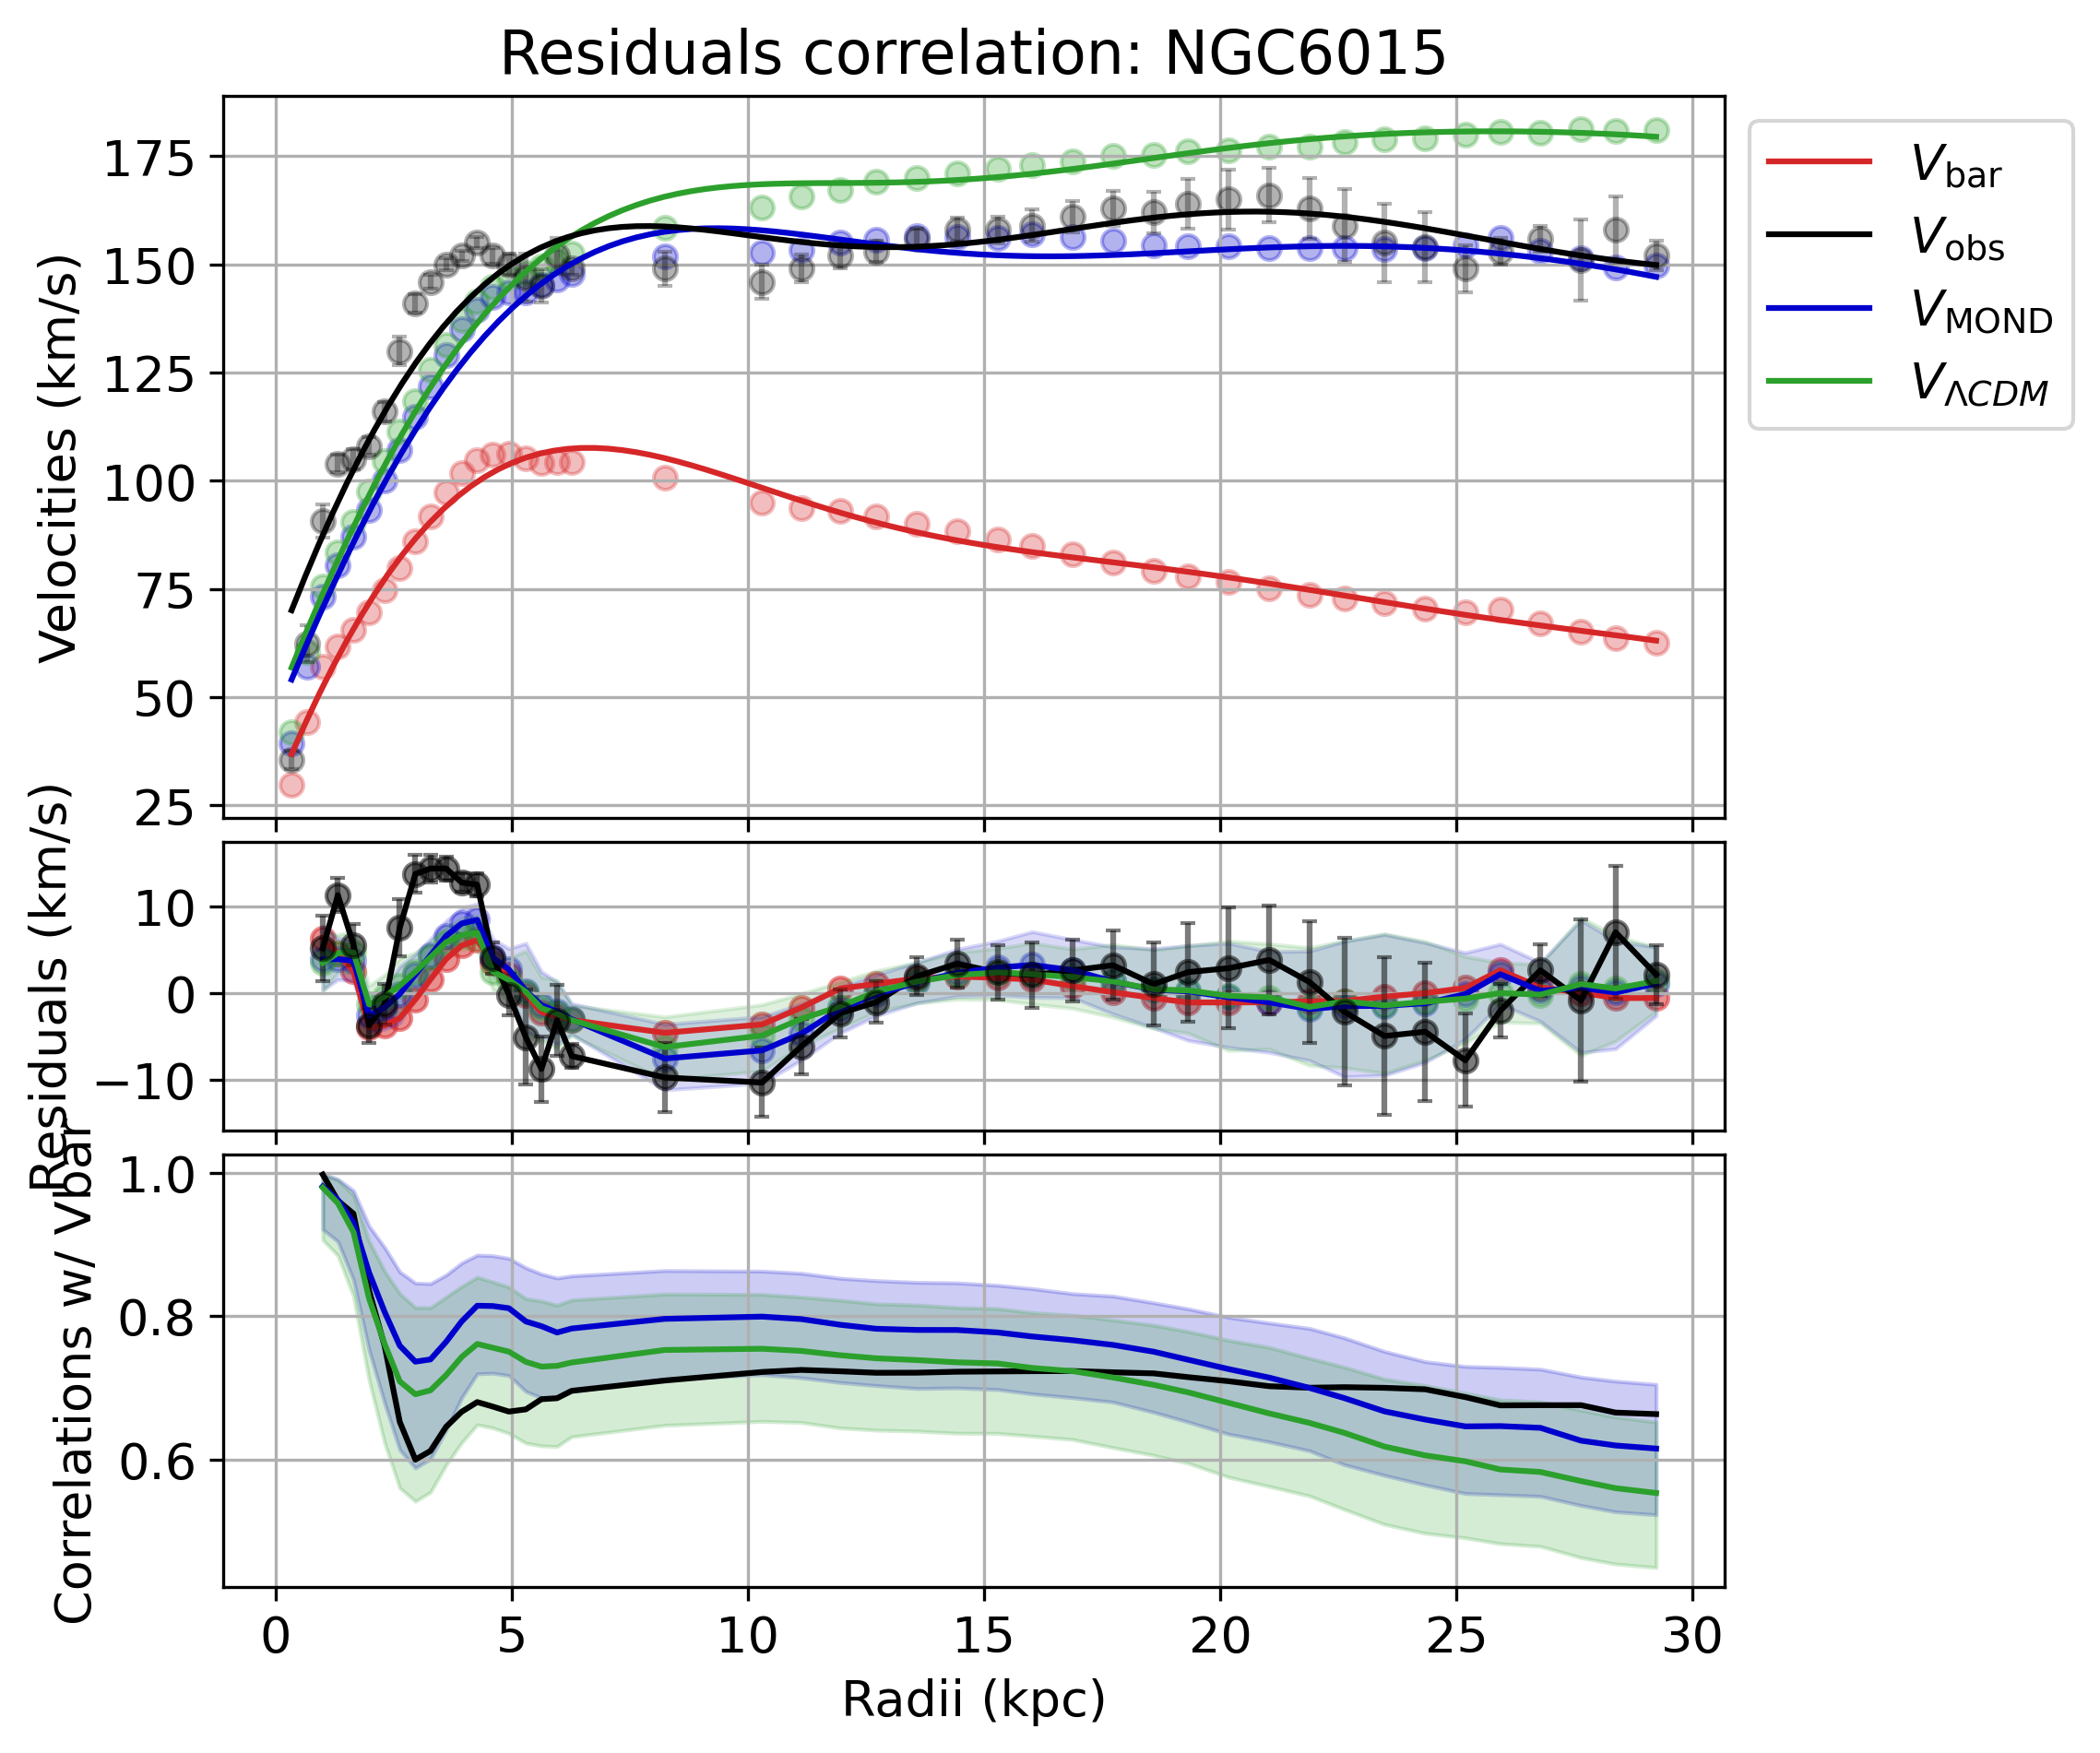 Residuals correlation: NGC6015
Velocities (km/s)
175
150
125
100
75
50
25
V_bar
V_obs
V_MOND
V_ΛCDM
Residuals (km/s)
10
0
−10
Correlations w/ Vbar
1.0
0.8
0.6
0 5 10 15 20 25 30
Radii (kpc)